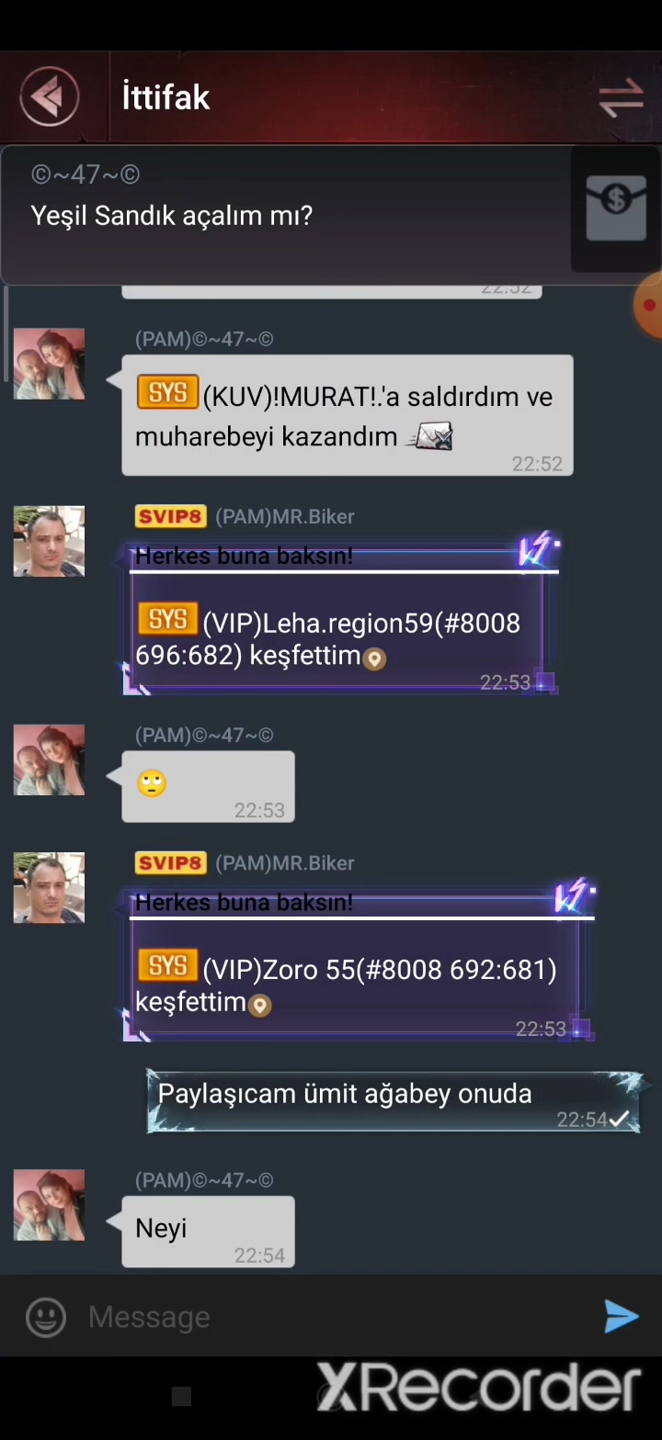 İttifak
©~47~©
Yeşil Sandık açalım mı?
22:52
(PAM)©~47~©
SYS (KUV)!MURAT!.'a saldırdım ve
muharebeyi kazandım
22:52
SVIP8 (PAM)MR.Biker
Herkes buna baksın!
SYS (VIP)Leha.region59(#8008
696:682) keşfettim
22:53
(PAM)©~47~©
22:53
SVIP8 (PAM)MR.Biker
Herkes buna baksın!
SYS (VIP)Zoro 55(#8008 692:681)
keşfettim
22:53
Paylaşıcam ümit ağabey onuda
22:54
(PAM)©~47~©
Neyi
22:54
Message
XRecorder